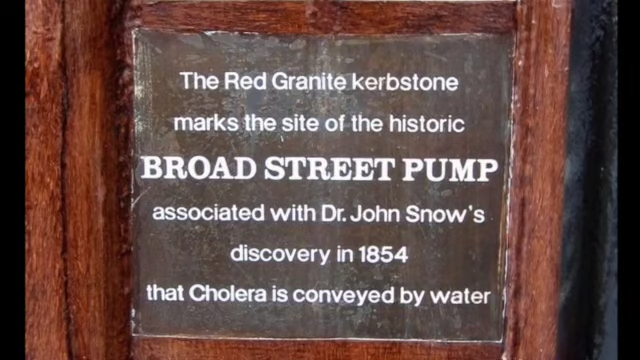 The Red Granite kerbstone
marks the site of the historic
BROAD STREET PUMP
associated with Dr. John Snow's
discovery in 1854
that Cholera is conveyed by water